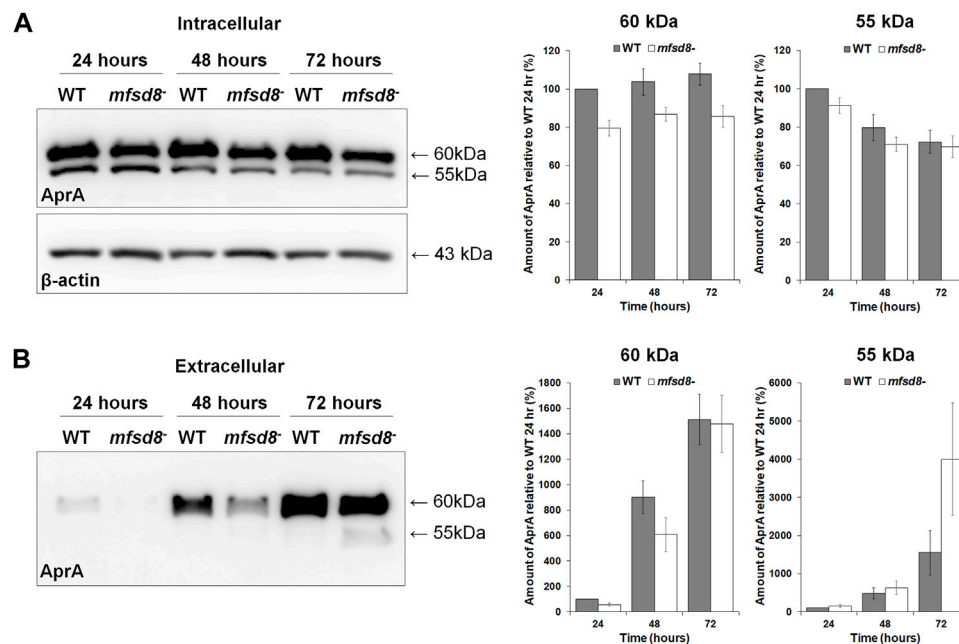 A
Intracellular
24 hours 48 hours 72 hours
WT mfsd8- WT mfsd8- WT mfsd8-
← 60kDa
← 55kDa
AprA
← 43 kDa
β-actin
60 kDa
WT mfsd8-
Amount of AprA relative to WT 24 hr (%)
120
100
80
60
40
20
0
24 48 72
Time (hours)
55 kDa
WT mfsd8-
Amount of AprA relative to WT 24 hr (%)
120
100
80
60
40
20
0
24 48 72
Time (hours)
B
Extracellular
24 hours 48 hours 72 hours
WT mfsd8- WT mfsd8- WT mfsd8-
← 60kDa
← 55kDa
AprA
60 kDa
WT mfsd8-
Amount of AprA relative to WT 24 hr (%)
1800
1600
1400
1200
1000
800
600
400
200
0
24 48 72
Time (hours)
55 kDa
WT mfsd8-
Amount of AprA relative to WT 24 hr (%)
6000
5000
4000
3000
2000
1000
0
24 48 72
Time (hours)